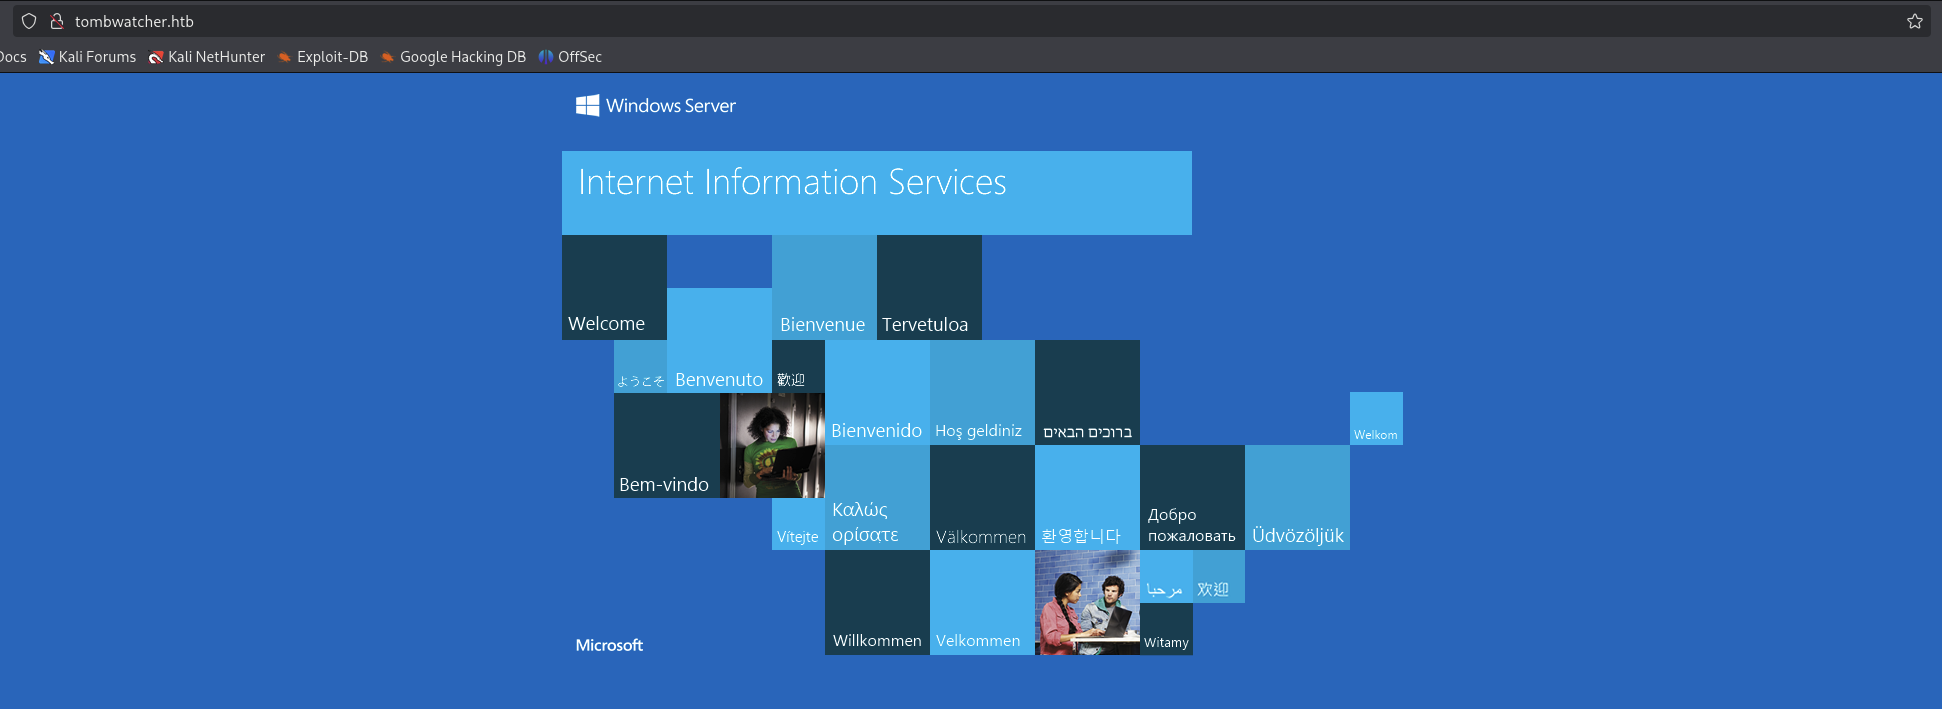 tombwatcher.htb
Docs Kali Forums Kali NetHunter Exploit-DB Google Hacking DB OffSec
Windows Server
Internet Information Services
Welcome
Bienvenue
Tervetuloa
ようこそ
Benvenuto
歡迎
Bienvenido
Hoş geldiniz
ברוכים הבאים
Welkom
Bem-vindo
Vítejte
Καλώς
ορίσατε
Välkommen
환영합니다
Добро
пожаловать
Üdvözöljük
مرحبا
欢迎
Microsoft
Willkommen
Velkommen
Witamy